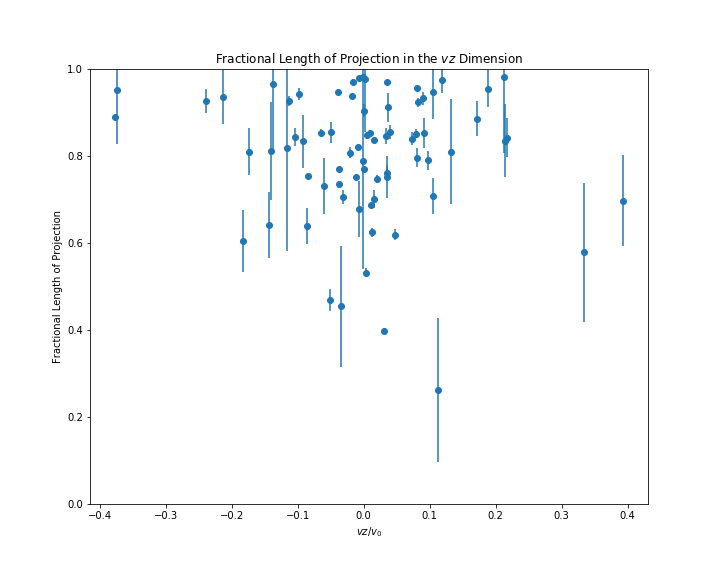 Fractional Length of Projection in the vz Dimension
1.0
0.8
0.6
0.4
0.2
0.0
Fractional Length of Projection
−0.4 −0.3 −0.2 −0.1 0.0 0.1 0.2 0.3 0.4
vz/v₀